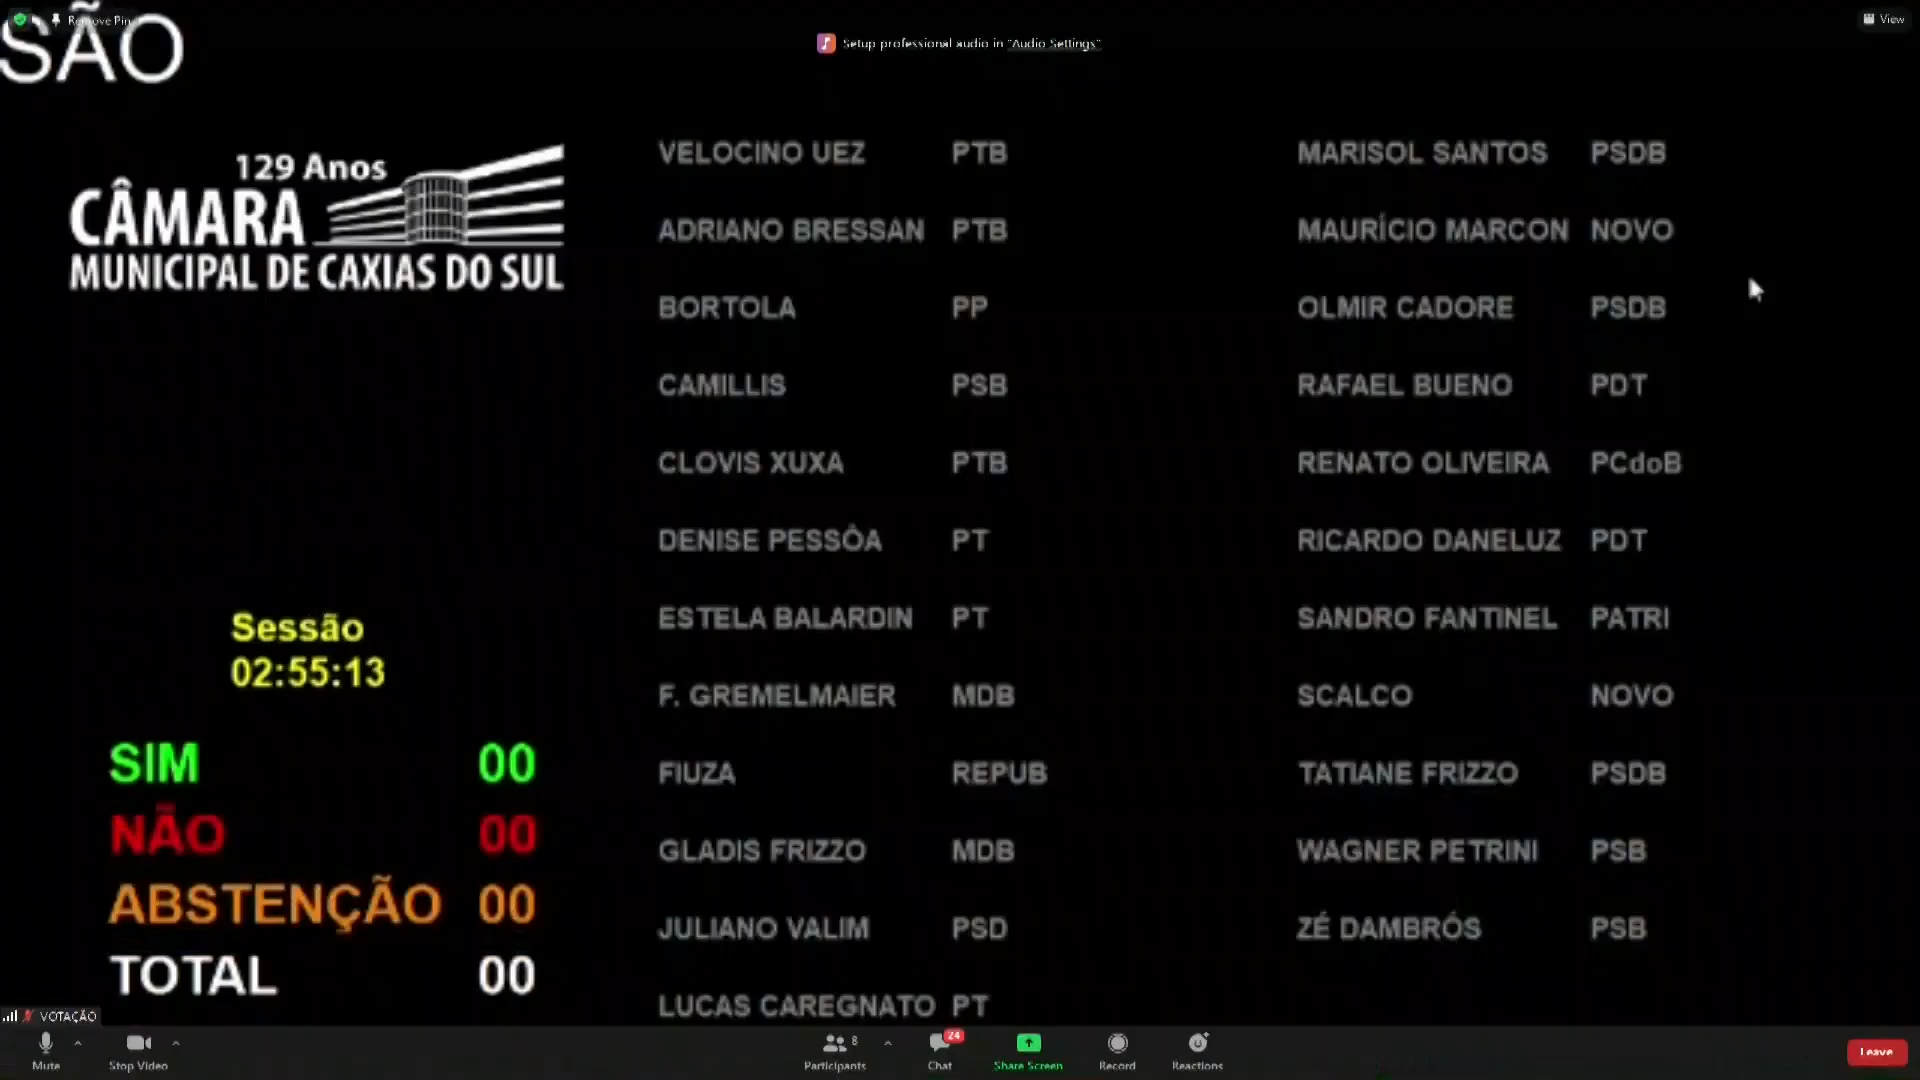 Remove Pin
View
SÃO
Setup professional audio in "Audio Settings"
129 Anos
CÂMARA
MUNICIPAL DE CAXIAS DO SUL
VELOCINO UEZ PTB
ADRIANO BRESSAN PTB
BORTOLA PP
CAMILLIS PSB
CLOVIS XUXA PTB
DENISE PESSÔA PT
ESTELA BALARDIN PT
F. GREMELMAIER MDB
FIUZA REPUB
GLADIS FRIZZO MDB
JULIANO VALIM PSD
LUCAS CAREGNATO PT
MARISOL SANTOS PSDB
MAURÍCIO MARCON NOVO
OLMIR CADORE PSDB
RAFAEL BUENO PDT
RENATO OLIVEIRA PCdoB
RICARDO DANELUZ PDT
SANDRO FANTINEL PATRI
SCALCO NOVO
TATIANE FRIZZO PSDB
WAGNER PETRINI PSB
ZÉ DAMBRÓS PSB
Sessão
02:55:13
SIM 00
NÃO 00
ABSTENÇÃO 00
TOTAL 00
VOTAÇÃO
Mute
Stop Video
Participants 8
Chat 24
Share Screen
Record
Reactions
Leave